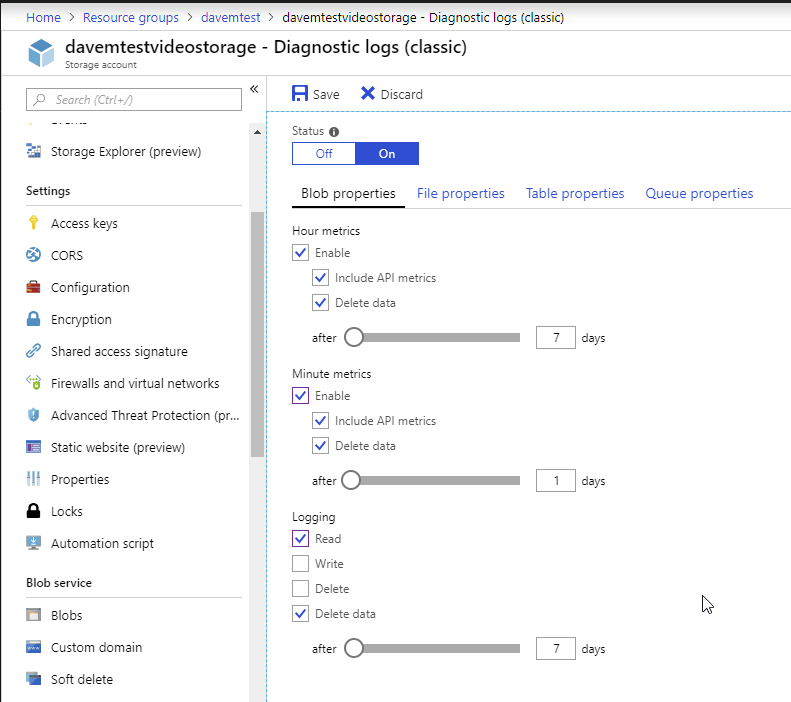 Home > Resource groups > davemtest > davemtestvideostorage - Diagnostic logs (classic)
davemtestvideostorage - Diagnostic logs (classic)
Storage account
Search (Ctrl+/)
«
Storage Explorer (preview)
Settings
Access keys
CORS
Configuration
Encryption
Shared access signature
Firewalls and virtual networks
Advanced Threat Protection (pr...
Static website (preview)
Properties
Locks
Automation script
Blob service
Blobs
Custom domain
Soft delete
Save Discard
Status
Off On
Blob properties File properties Table properties Queue properties
Hour metrics
Enable
Include API metrics
Delete data
after 7 days
Minute metrics
Enable
Include API metrics
Delete data
after 1 days
Logging
Read
Write
Delete
Delete data
after 7 days